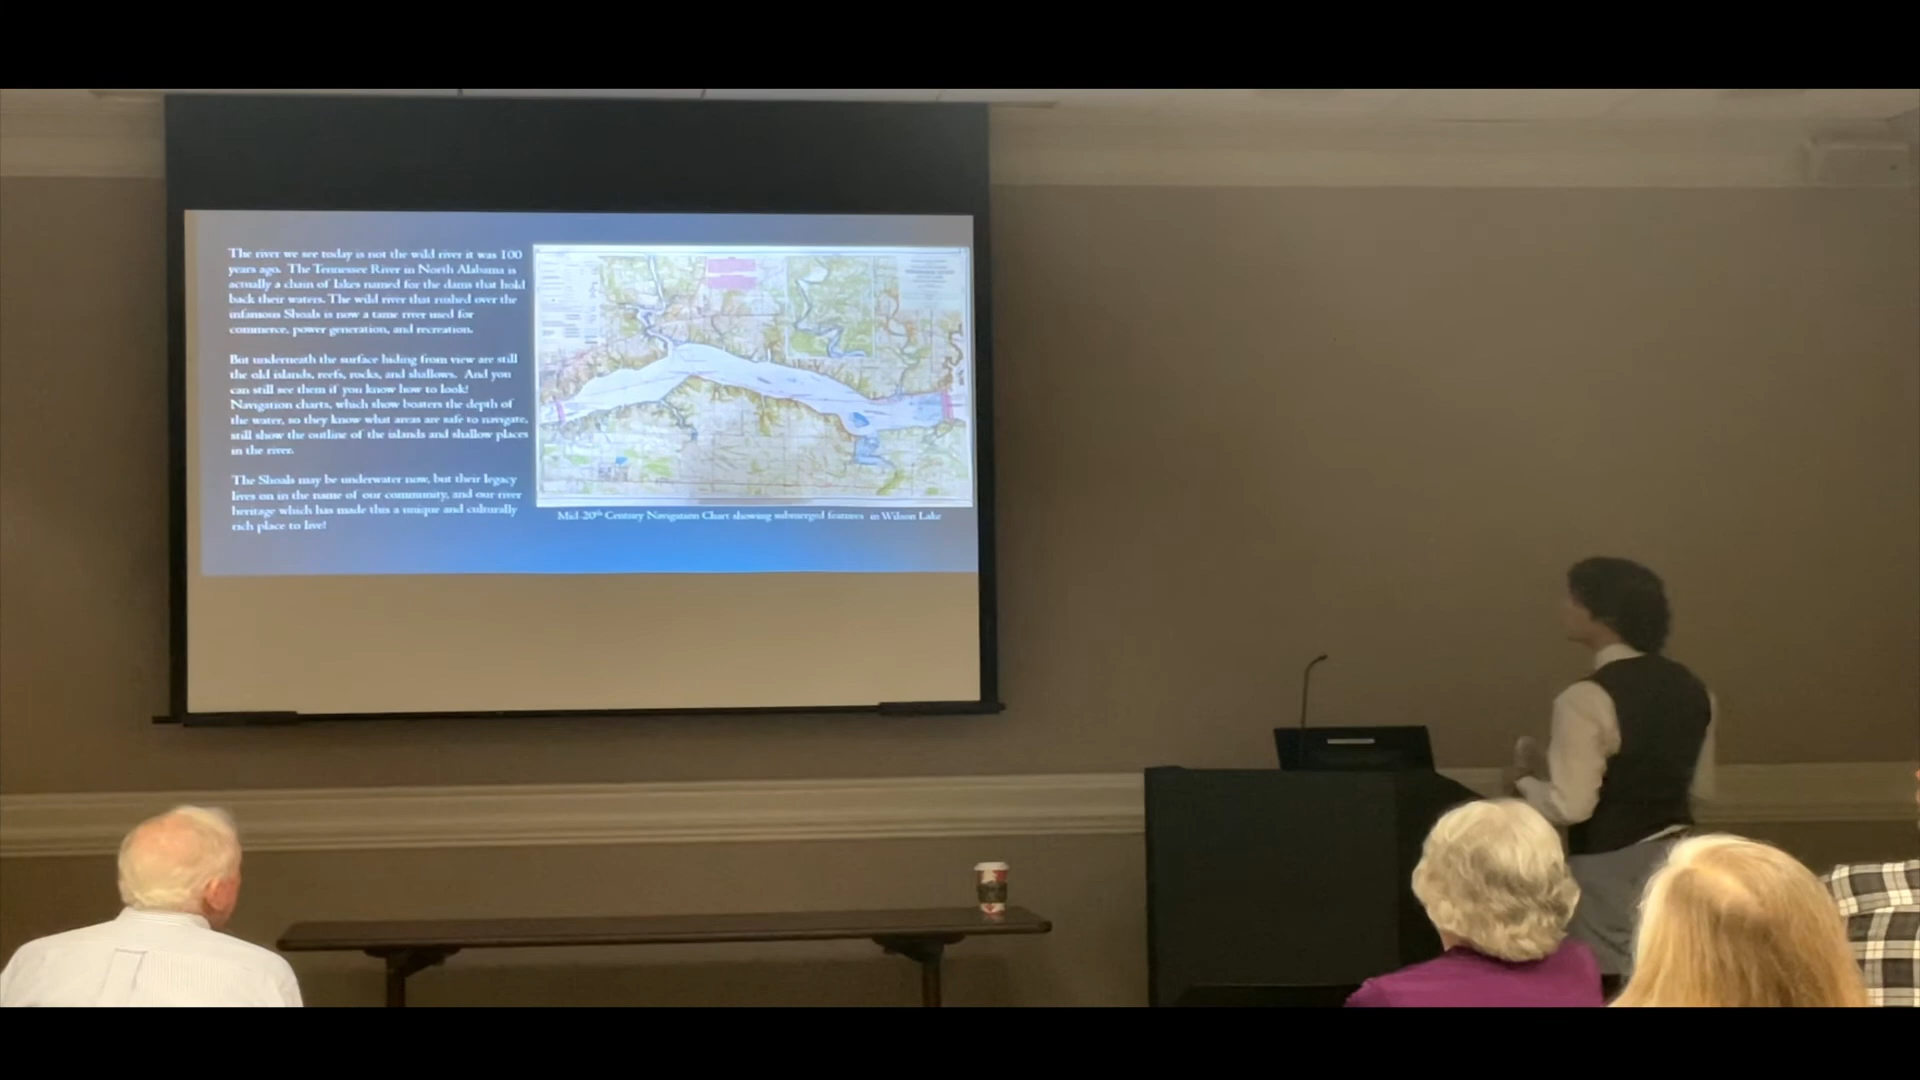 The river we see today is not the wild river it was 100
years ago. The Tennessee River in North Alabama is
actually a chain of lakes named for the dams that hold
back their waters. The wild river that rushed over the
infamous Shoals is now a tame river used for
commerce, power generation, and recreation.
But underneath the surface hiding from view are still
the old islands, reefs, rocks, and shallows. And you
can still see them if you know how to look!
Navigation charts, which show boaters the depth of
the water, so they know what areas are safe to navigate,
still show the outline of the islands and shallow places
in the river.
The Shoals may be underwater now, but their legacy
lives on in the name of our community, and our river
heritage which has made this a unique and culturally
rich place to live!
Mid-20th Century Navigation Chart showing submerged features in Wilson Lake